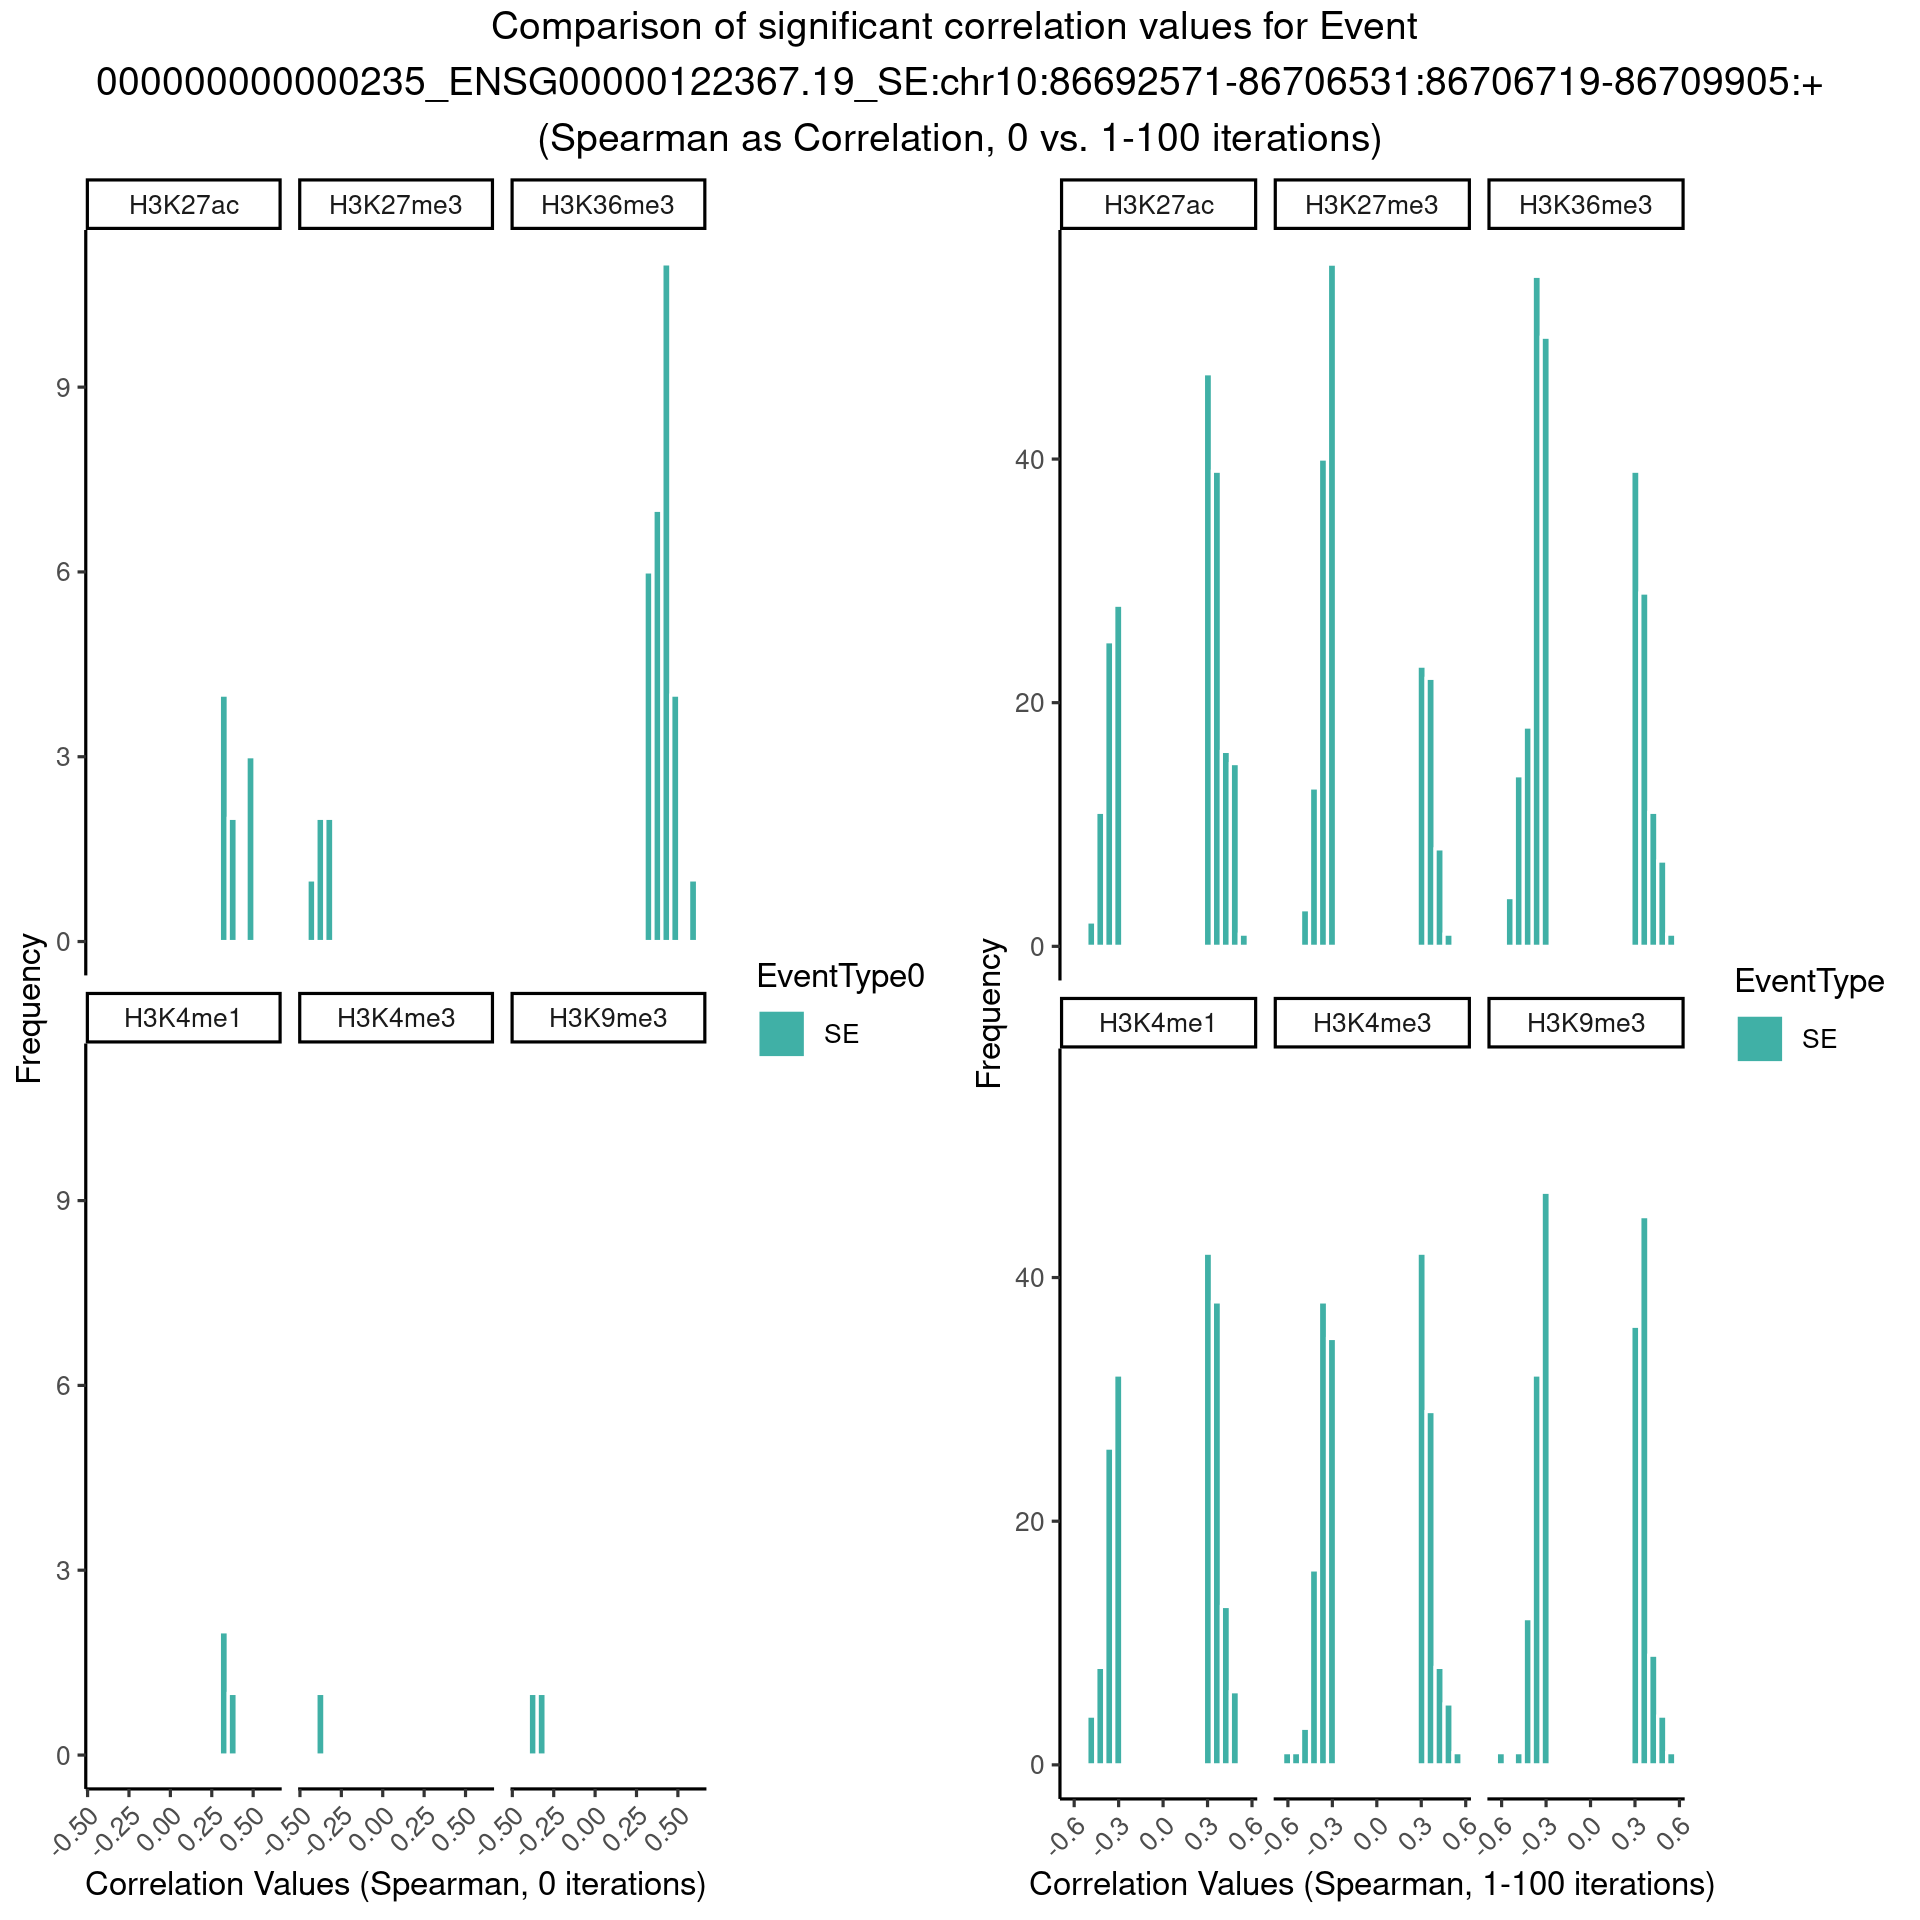 Comparison of significant correlation values for Event
000000000000235_ENSG00000122367.19_SE:chr10:86692571-86706531:86706719-86709905:+
(Spearman as Correlation, 0 vs. 1-100 iterations)
H3K27ac H3K27me3 H3K36me3
9
6
3
0
H3K4me1 H3K4me3 H3K9me3
9
6
3
0
-0.50 -0.25 0.00 0.25 0.50 -0.50 -0.25 0.00 0.25 0.50 -0.50 -0.25 0.00 0.25 0.50
Correlation Values (Spearman, 0 iterations)
Frequency
EventType0
SE
H3K27ac H3K27me3 H3K36me3
40
20
0
H3K4me1 H3K4me3 H3K9me3
40
20
0
-0.6 -0.3 0.0 0.3 0.6 -0.6 -0.3 0.0 0.3 0.6 -0.6 -0.3 0.0 0.3 0.6
Correlation Values (Spearman, 1-100 iterations)
Frequency
EventType
SE